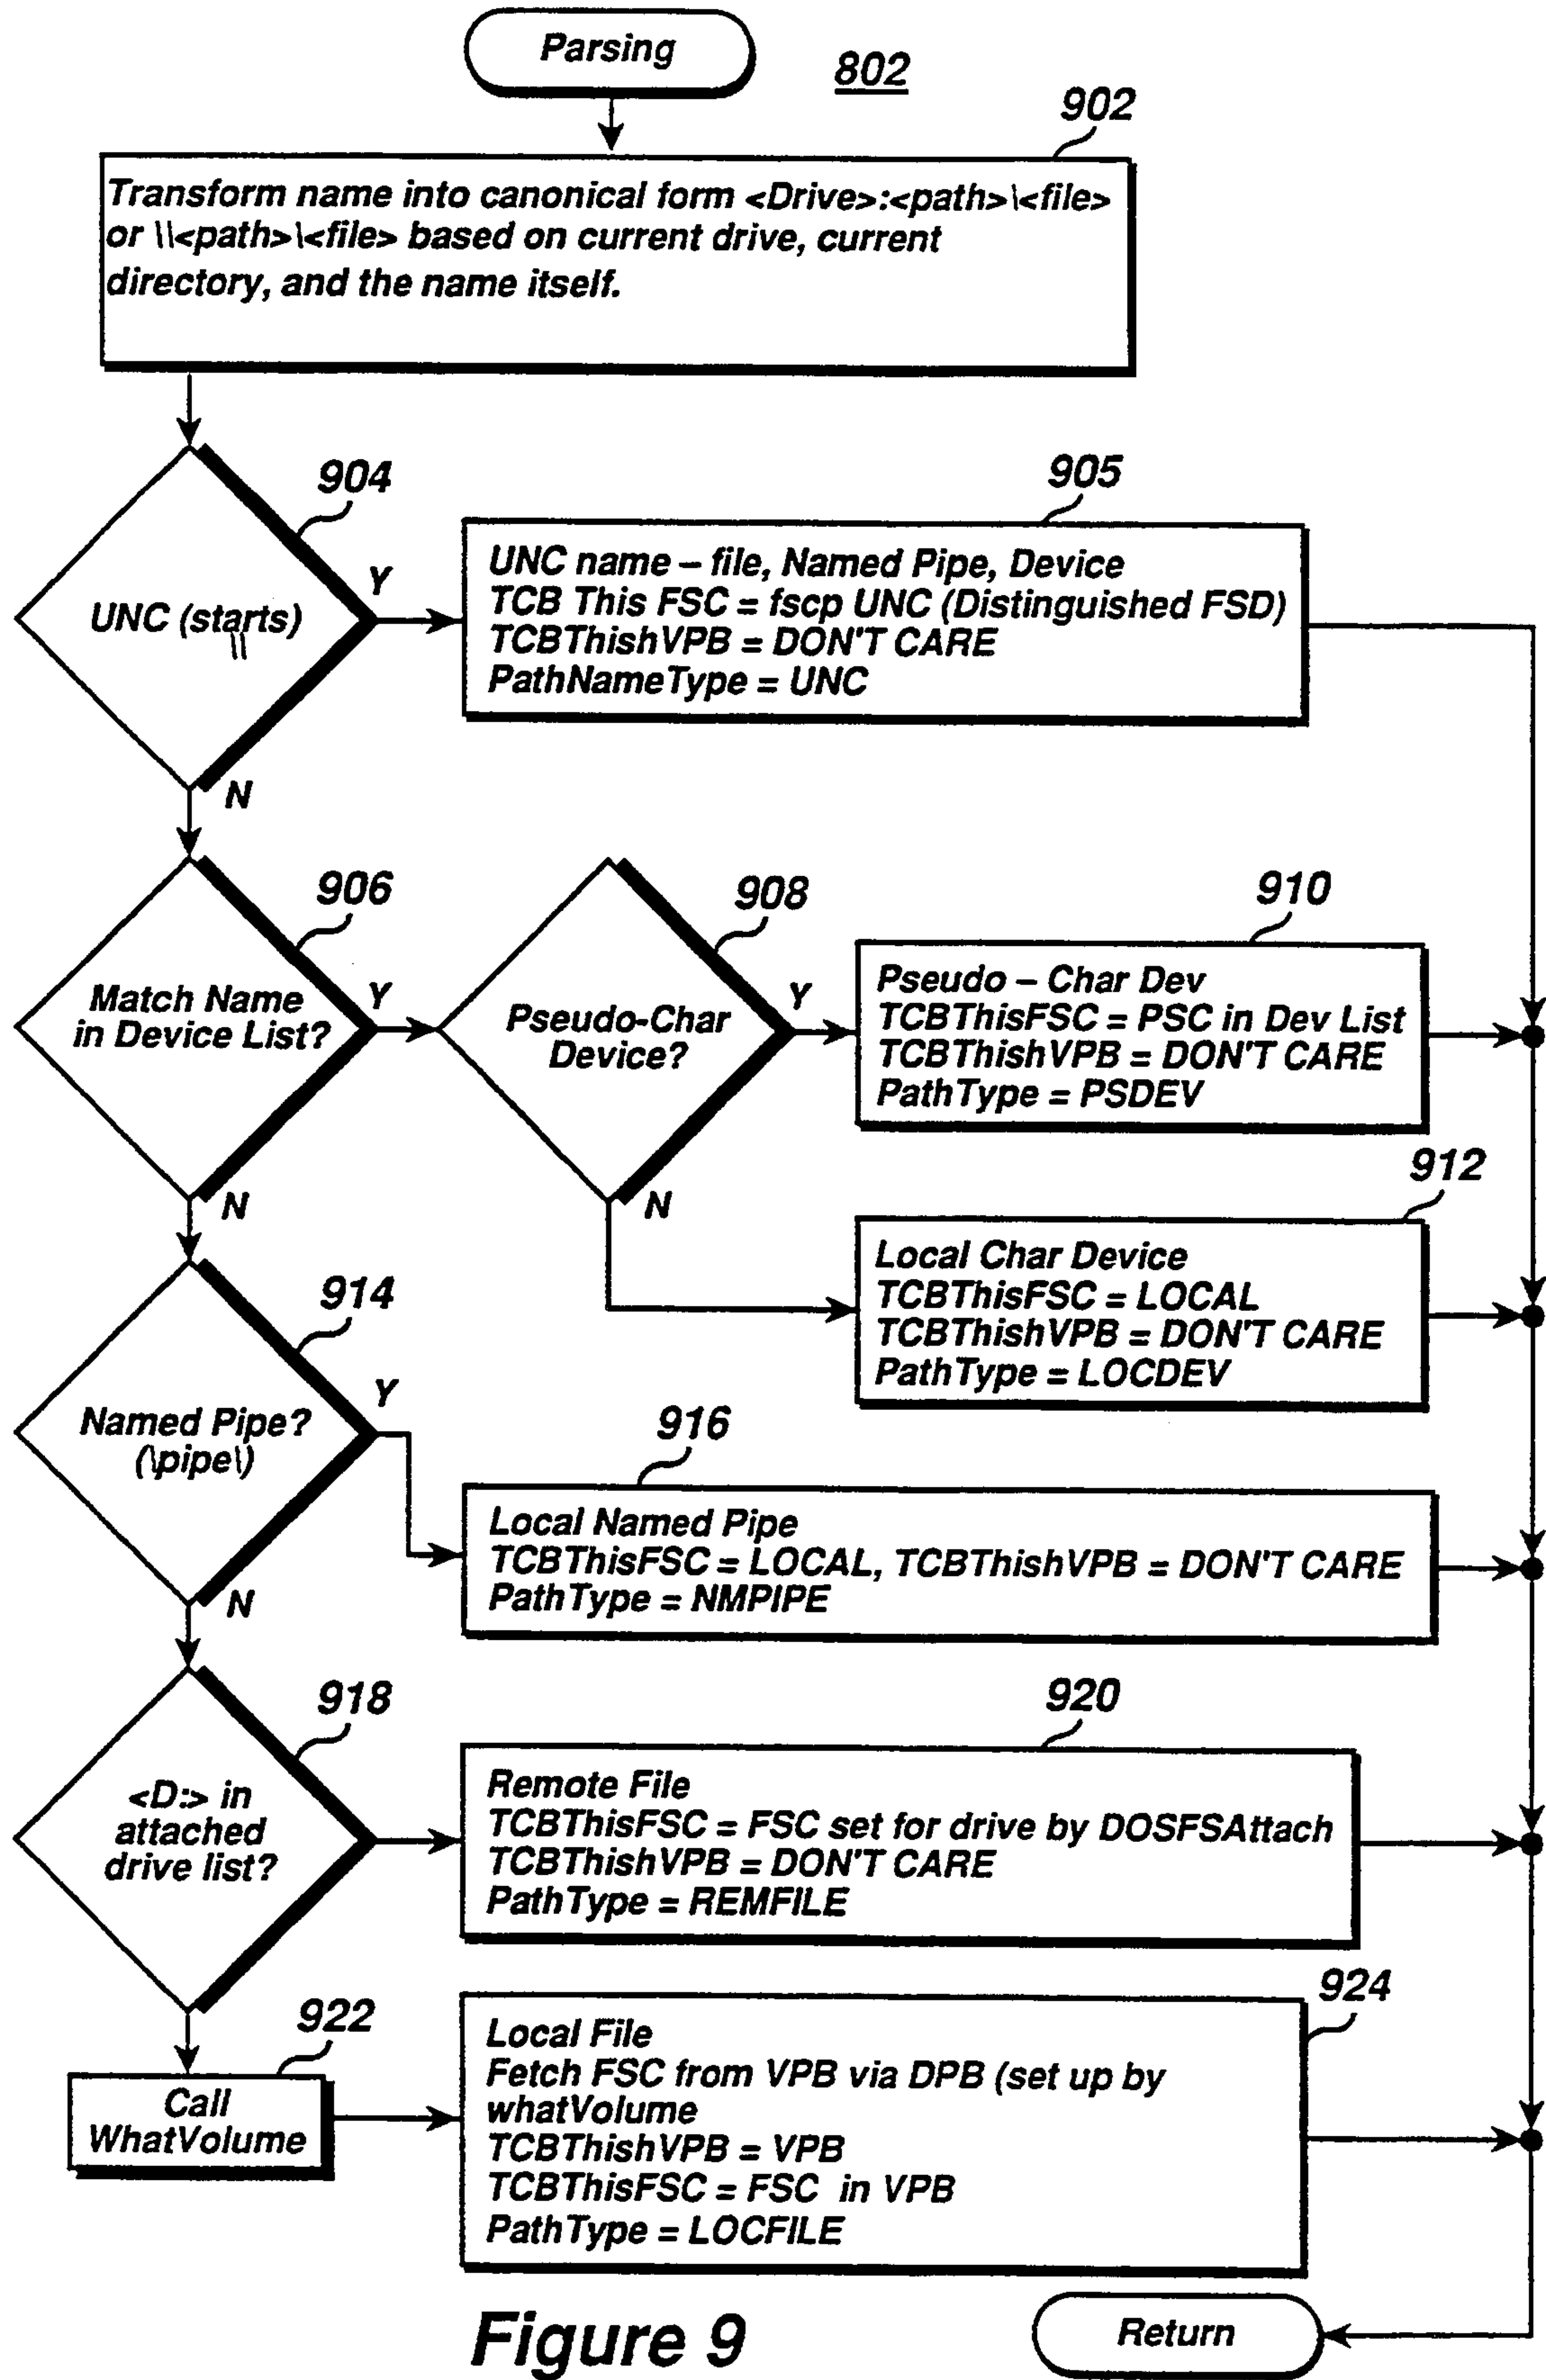 Parsing
802
902
Transform name into canonical form <Drive>:<path>\<file>
or \\<path>\<file> based on current drive, current
directory, and the name itself.
904
UNC (starts)
\\
Y
N
905
UNC name – file, Named Pipe, Device
TCB This FSC = fscp UNC (Distinguished FSD)
TCBThishVPB = DON'T CARE
PathNameType = UNC
906
Match Name
in Device List?
Y
N
908
Pseudo-Char
Device?
Y
N
910
Pseudo – Char Dev
TCBThisFSC = PSC in Dev List
TCBThishVPB = DON'T CARE
PathType = PSDEV
912
Local Char Device
TCBThisFSC = LOCAL
TCBThishVPB = DON'T CARE
PathType = LOCDEV
914
Named Pipe?
(\pipe\)
Y
N
916
Local Named Pipe
TCBThisFSC = LOCAL, TCBThishVPB = DON'T CARE
PathType = NMPIPE
918
<D:> in
attached
drive list?
920
Remote File
TCBThisFSC = FSC set for drive by DOSFSAttach
TCBThishVPB = DON'T CARE
PathType = REMFILE
922
Call
WhatVolume
924
Local File
Fetch FSC from VPB via DPB (set up by
whatVolume
TCBThishVPB = VPB
TCBThisFSC = FSC in VPB
PathType = LOCFILE
Return
Figure 9